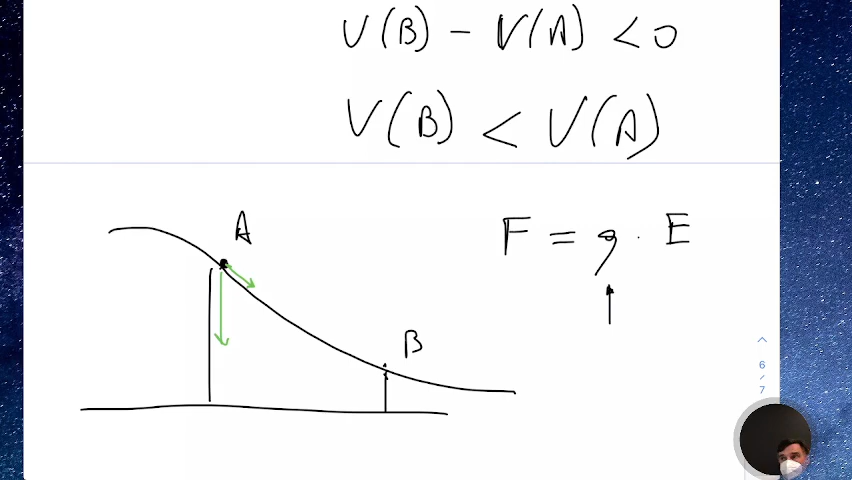 V(B) - V(A) < 0
V(B) < V(A)
A
F = q · E
B
6
/
7